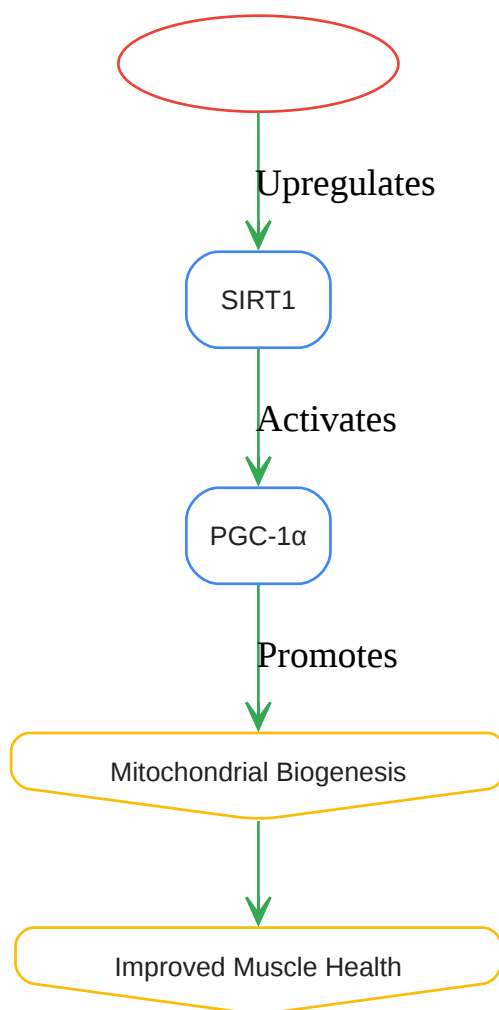 Upregulates
SIRT1
Activates
PGC-1α
Promotes
Mitochondrial Biogenesis
Improved Muscle Health